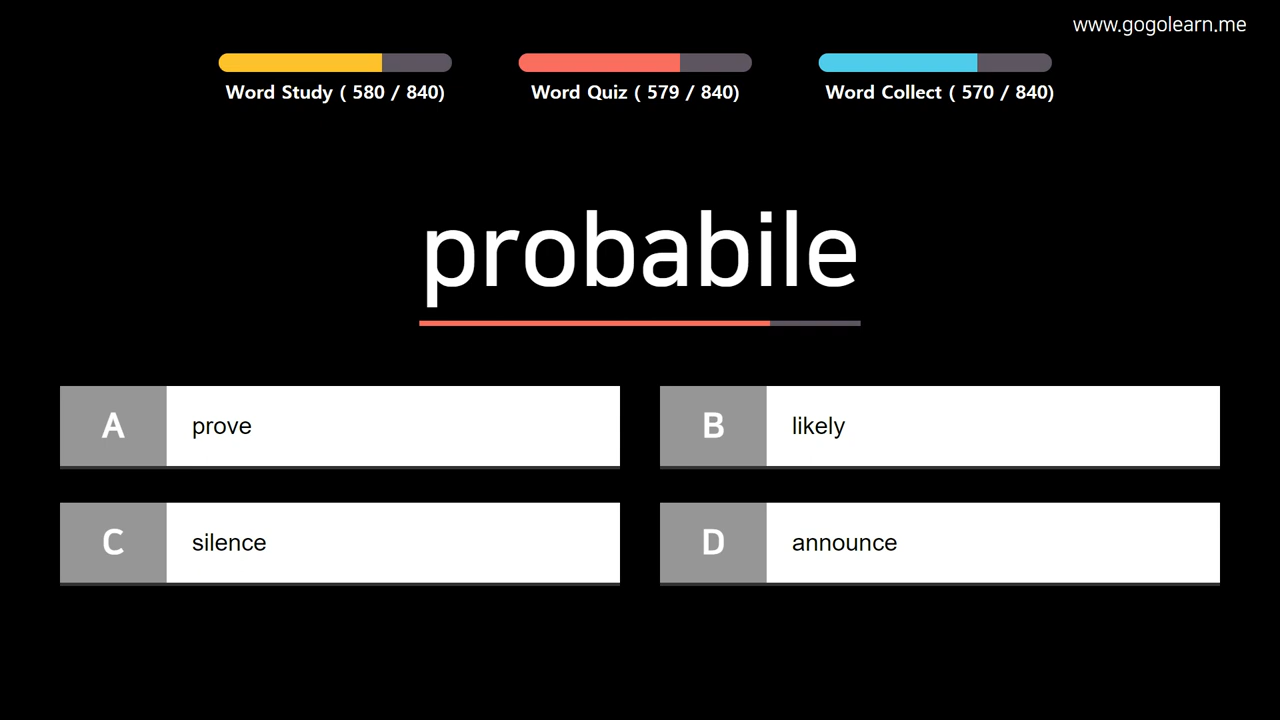 www.gogolearn.me
Word Study ( 580 / 840)
Word Quiz ( 579 / 840)
Word Collect ( 570 / 840)
probabile
A prove
B likely
C silence
D announce